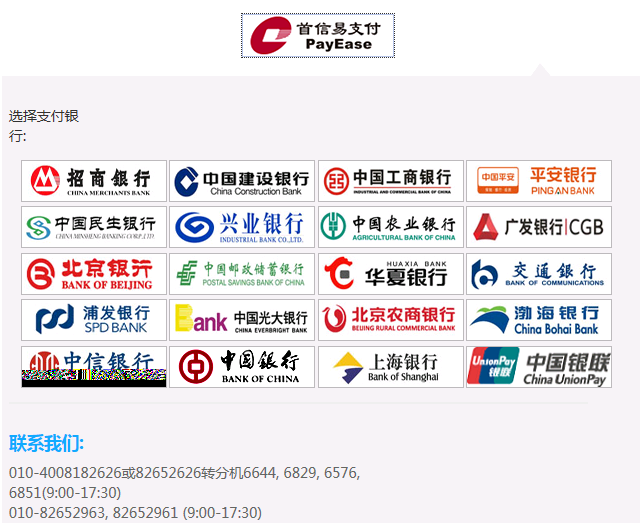 首信易支付
PayEase
选择支付银
行:
招商银行
CHINA MERCHANTS BANK
中国建设银行
China Construction Bank
中国工商银行
INDUSTRIAL AND COMMERCIAL BANK OF CHINA
中国平安
平安银行
PINGAN BANK
中国民生银行
CHINA MINSHENG BANKING CORP.,LTD
兴业银行
INDUSTRIAL BANK CO.,LTD.
中国农业银行
AGRICULTURAL BANK OF CHINA
广发银行|CGB
北京银行
BANK OF BEIJING
中国邮政储蓄银行
POSTAL SAVINGS BANK OF CHINA
HUAXIA BANK
华夏银行
交通银行
BANK OF COMMUNICATIONS
浦发银行
SPD BANK
Bank
中国光大银行
CHINA EVERBRIGHT BANK
北京农商银行
BEIJING RURAL COMMERCIAL BANK
渤海银行
China Bohai Bank
中信银行
中国银行
BANK OF CHINA
上海银行
Bank of Shanghai
UnionPay
银联
中国银联
China UnionPay
联系我们:
010-4008182626或82652626转分机6644, 6829, 6576,
6851(9:00-17:30)
010-82652963, 82652961 (9:00-17:30)